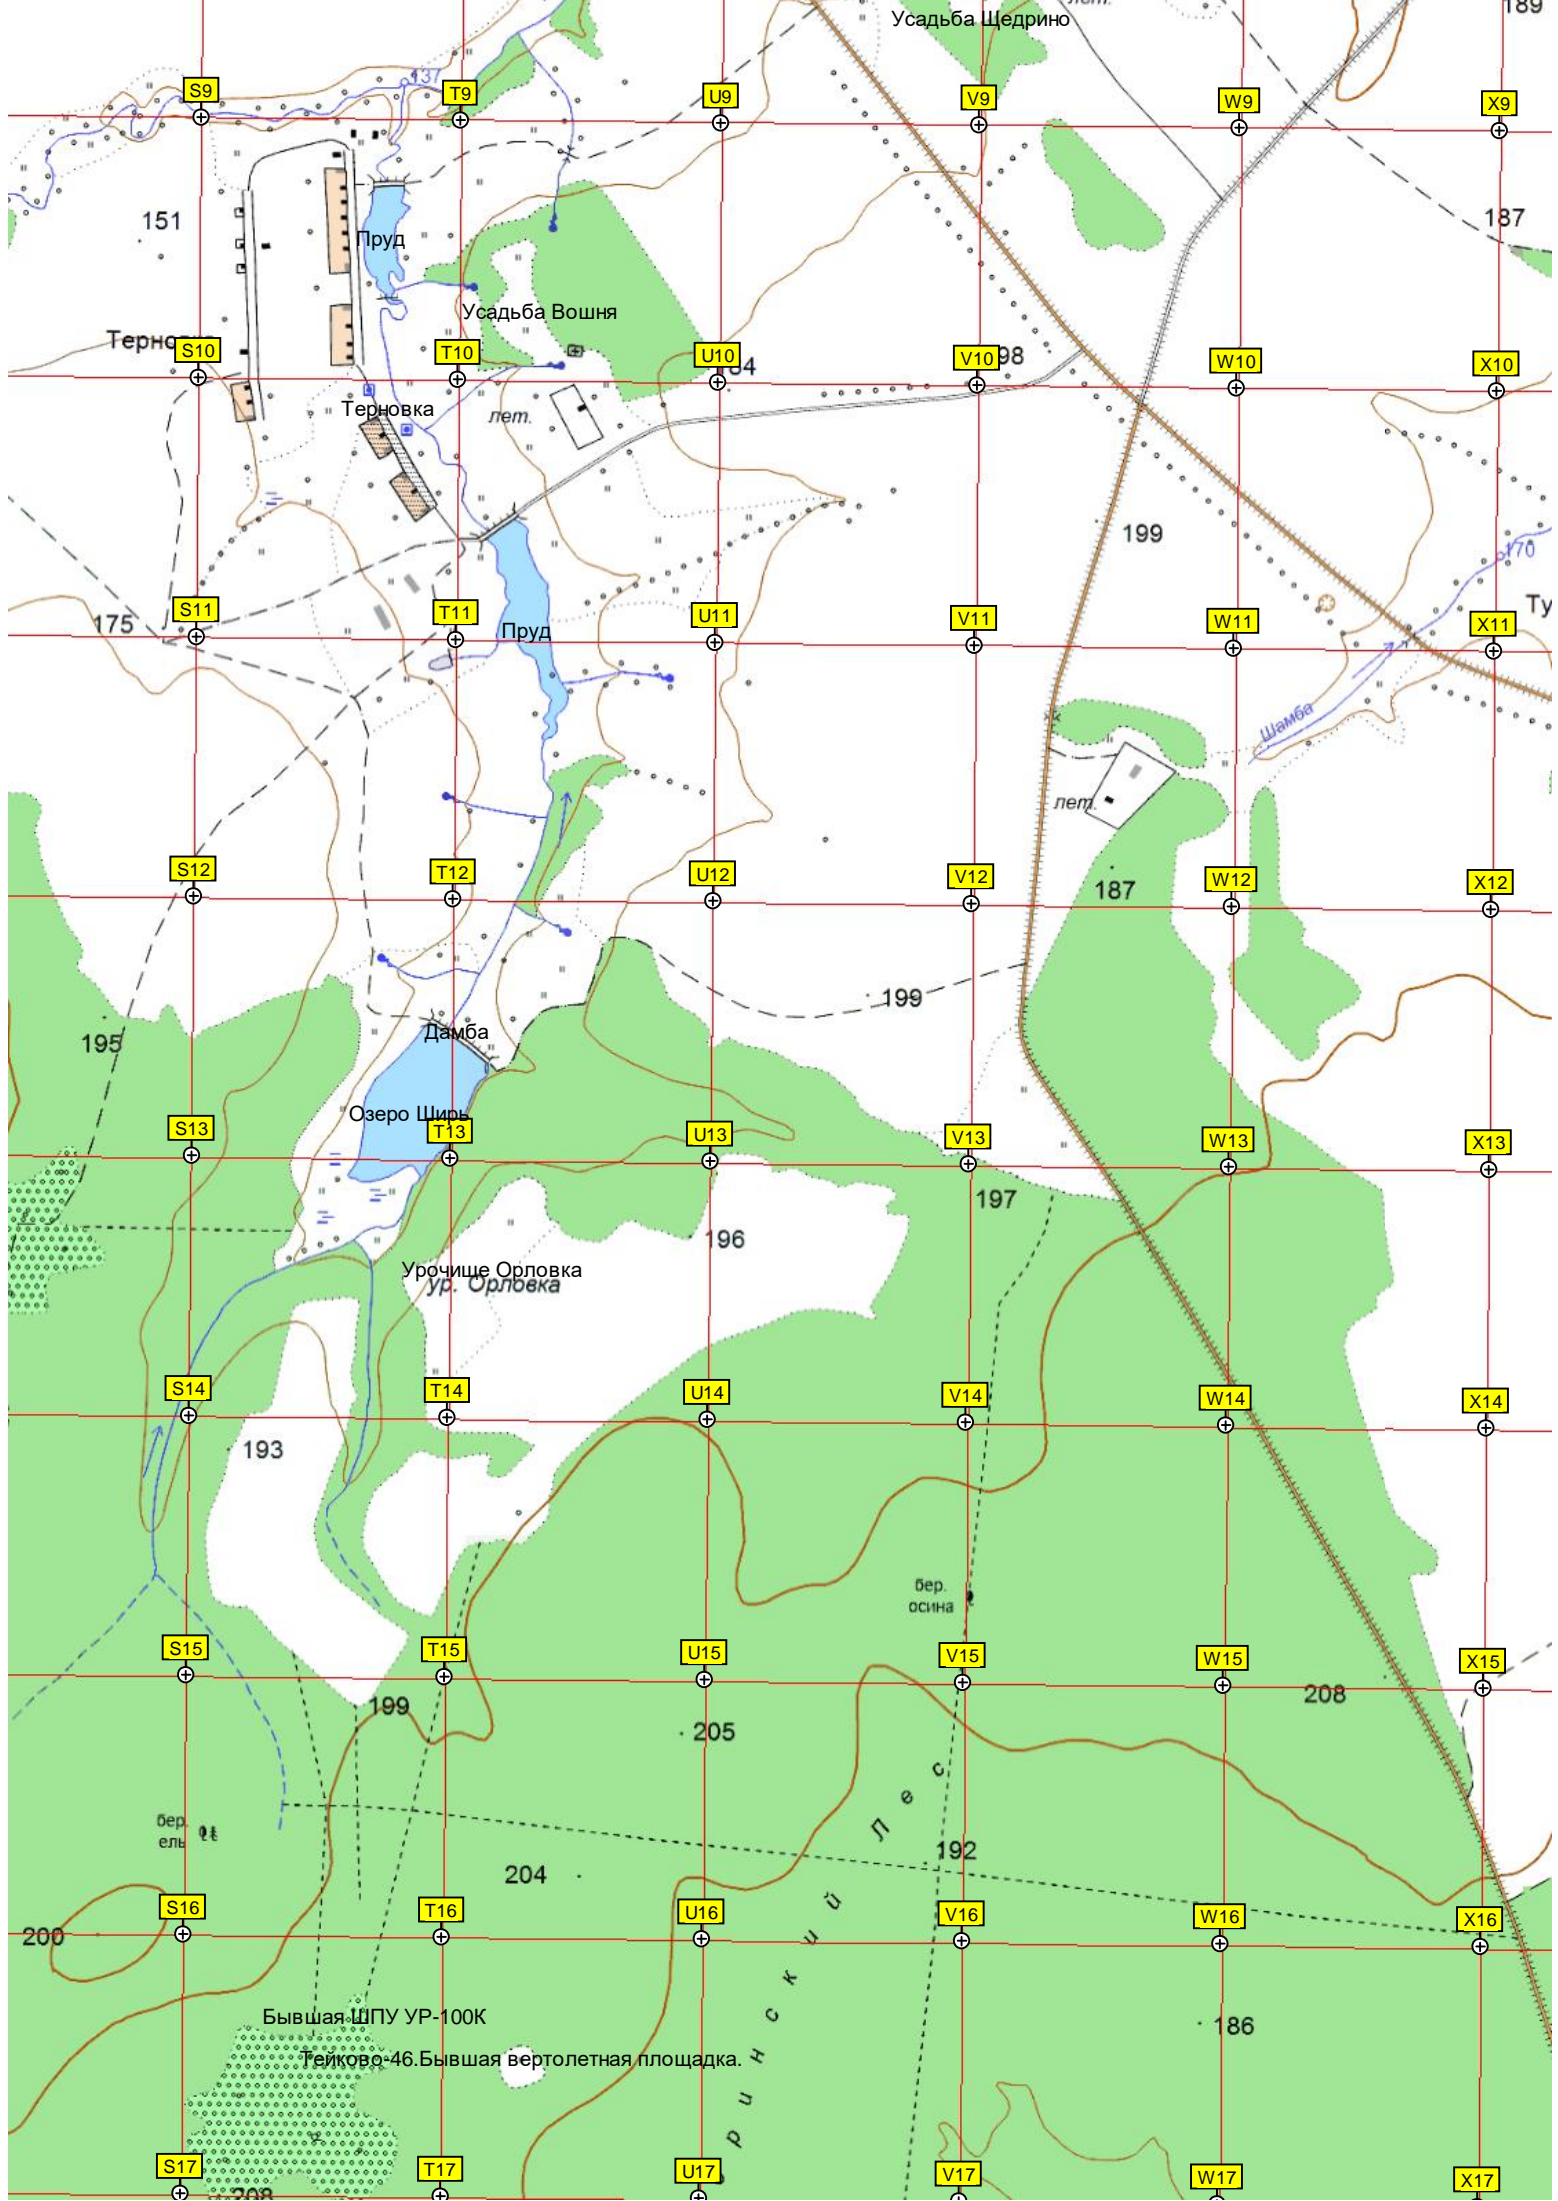 189
лет.
Усадьба Щедрино
137
S9
T9
U9
V9
W9
X9
151
187
Пруд
Усадьба Вошня
S10
T10
U10
V10
98
W10
X10
84
Терновка
лет.
199
170
175
S11
T11
U11
V11
W11
X11
Ту
Пруд
Шамба
лет.
S12
T12
U12
V12
W12
X12
187
199
Дамба
195
Озеро Ширь
S13
T13
U13
V13
W13
X13
197
196
Урочище Орловка
ур. Орловка
S14
T14
U14
V14
W14
X14
193
бер.
осина
S15
T15
U15
V15
W15
X15
199
208
205
бер.
ель
192
204
ринский Лес
S16
T16
U16
V16
W16
X16
200
Бывшая ШПУ УР-100К
186
Тейково-46.Бывшая вертолетная площадка.
S17
T17
U17
V17
W17
X17
208